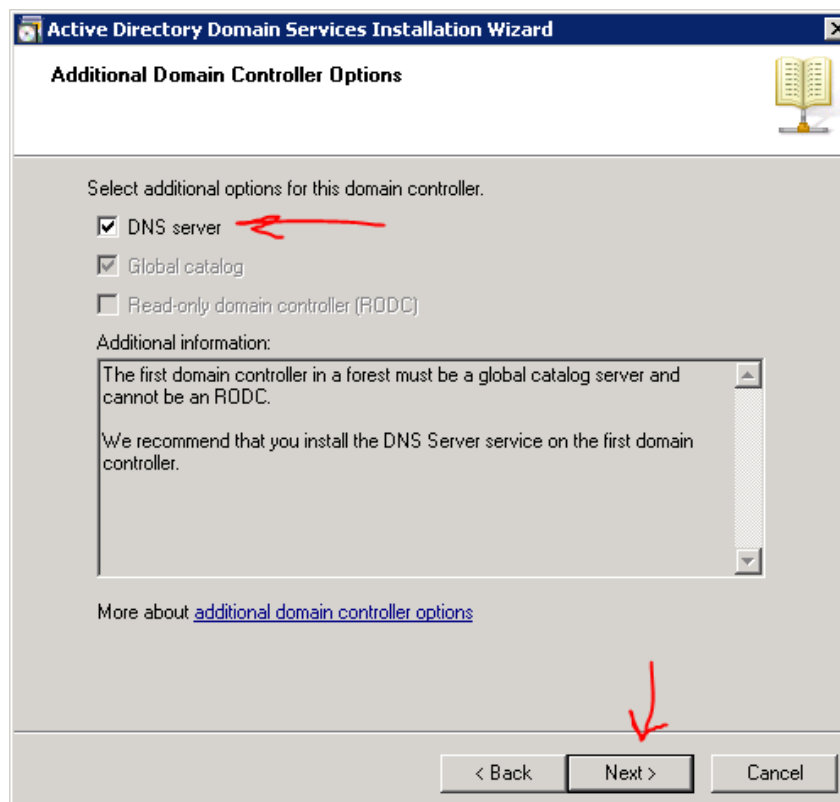 Active Directory Domain Services Installation Wizard
Additional Domain Controller Options
Select additional options for this domain controller.
DNS server
Global catalog
Read-only domain controller (RODC)
Additional information:
The first domain controller in a forest must be a global catalog server and
cannot be an RODC.
We recommend that you install the DNS Server service on the first domain
controller.
More about additional domain controller options
< Back Next > Cancel